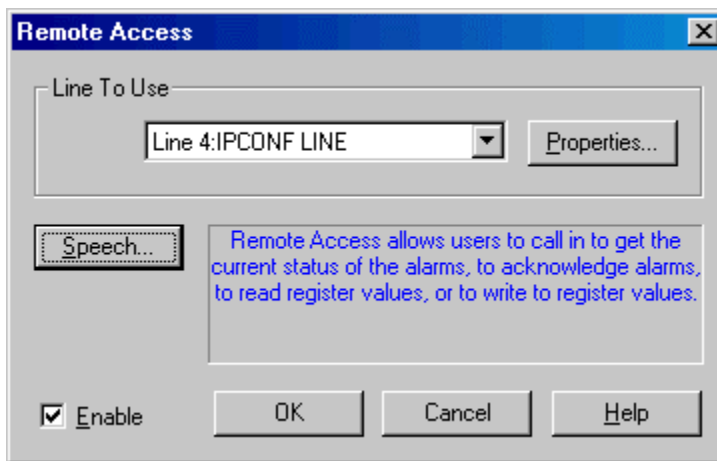 Remote Access
Line To Use
Line 4:IPCONF LINE
Properties...
Speech...
Remote Access allows users to call in to get the
current status of the alarms, to acknowledge alarms,
to read register values, or to write to register values.
Enable
OK
Cancel
Help